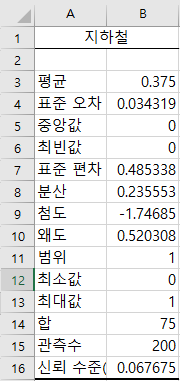 A B
1 지하철
2
3 평균 0.375
4 표준 오차 0.034319
5 중앙값 0
6 최빈값 0
7 표준 편차 0.485338
8 분산 0.235553
9 첨도 -1.74685
10 왜도 0.520308
11 범위 1
12 최소값 0
13 최대값 1
14 합 75
15 관측수 200
16 신뢰 수준( 0.067675